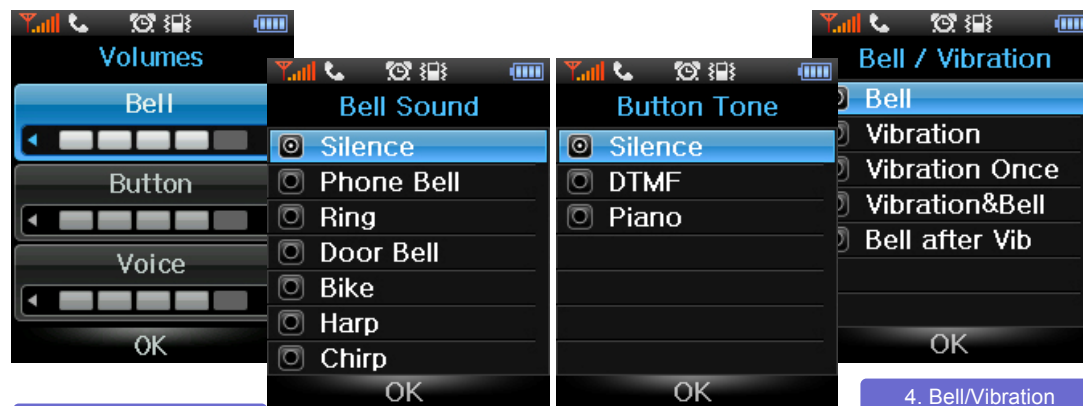 Volumes
Bell
Button
Voice
OK
Bell Sound
Silence
Phone Bell
Ring
Door Bell
Bike
Harp
Chirp
OK
Button Tone
Silence
DTMF
Piano
OK
Bell / Vibration
Bell
Vibration
Vibration Once
Vibration&Bell
Bell after Vib
OK
4. Bell/Vibration